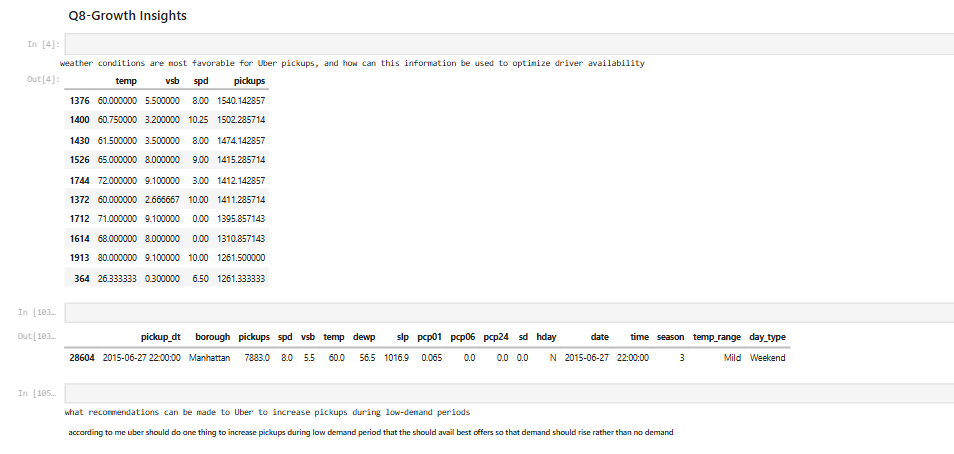 Q8-Growth Insights
In [4]:
weather conditions are most favorable for Uber pickups, and how can this information be used to optimize driver availability
Out[4]:
temp vsb spd pickups
1376 60.000000 5.500000 8.00 1540.142857
1400 60.750000 3.200000 10.25 1502.285714
1430 61.500000 3.500000 8.00 1474.142857
1526 65.000000 8.000000 9.00 1415.285714
1744 72.000000 9.100000 3.00 1412.142857
1372 60.000000 2.666667 10.00 1411.285714
1712 71.000000 9.100000 0.00 1395.857143
1614 68.000000 8.000000 0.00 1310.857143
1913 80.000000 9.100000 10.00 1261.500000
364 26.333333 0.300000 6.50 1261.333333
In [103…
Out[103…
pickup_dt borough pickups spd vsb temp dewp slp pcp01 pcp06 pcp24 sd hday date time season temp_range day_type
28604 2015-06-27 22:00:00 Manhattan 7883.0 8.0 5.5 60.0 56.5 1016.9 0.065 0.0 0.0 0.0 N 2015-06-27 22:00:00 3 Mild Weekend
In [105…
what recommendations can be made to Uber to increase pickups during low-demand periods
according to me uber should do one thing to increase pickups during low demand period that the should avail best offers so that demand should rise rather than no demand